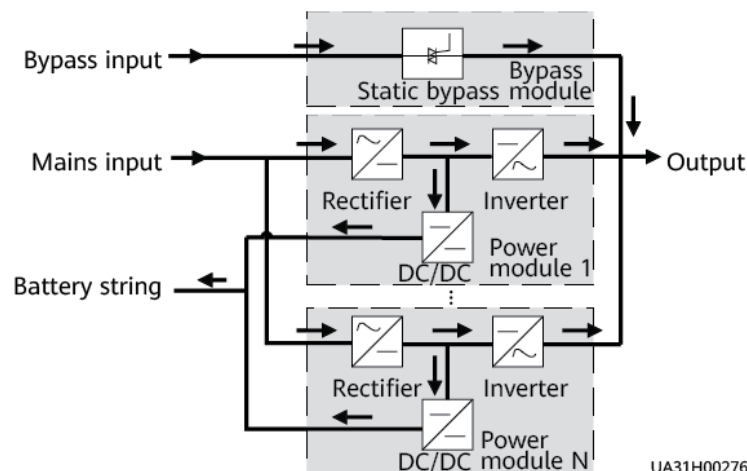 Bypass input
Static bypass
Bypass
module
Mains input
Output
Rectifier
Inverter
DC/DC
Power
module 1
Battery string
Rectifier
Inverter
DC/DC
Power
module N
UA31H00276